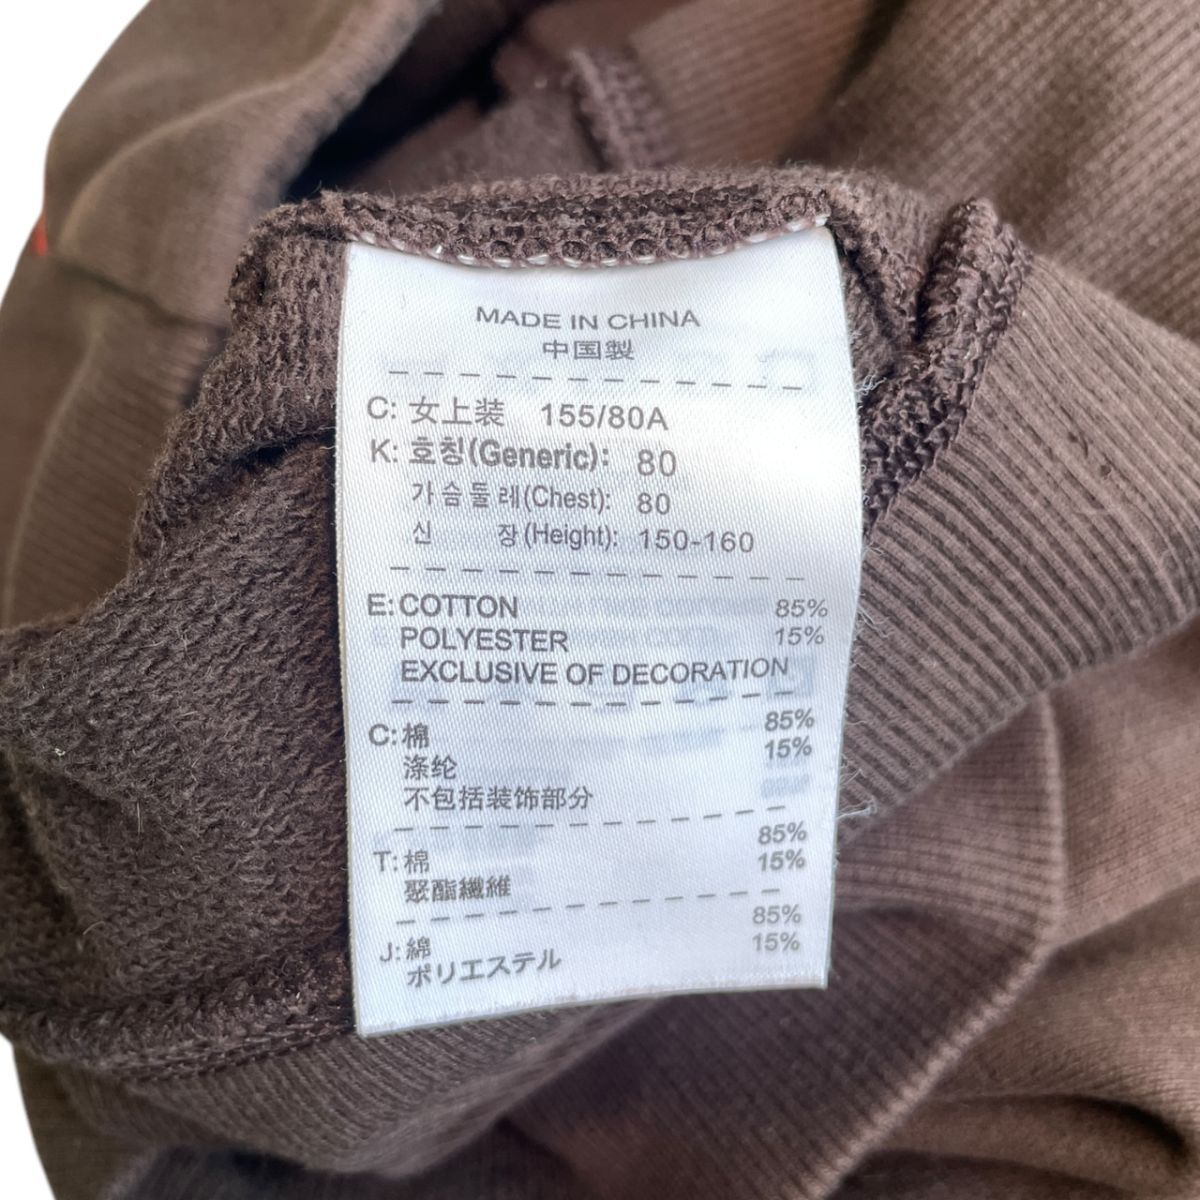 MADE IN CHINA
中国製
C: 女上装 155/80A
K: 호칭(Generic): 80
가슴둘레(Chest): 80
신 장(Height): 150-160
E: COTTON 85%
POLYESTER 15%
EXCLUSIVE OF DECORATION
C: 棉 85%
涤纶 15%
不包括装饰部分
T: 棉 85%
聚酯纖維 15%
J: 綿 85%
ポリエステル 15%